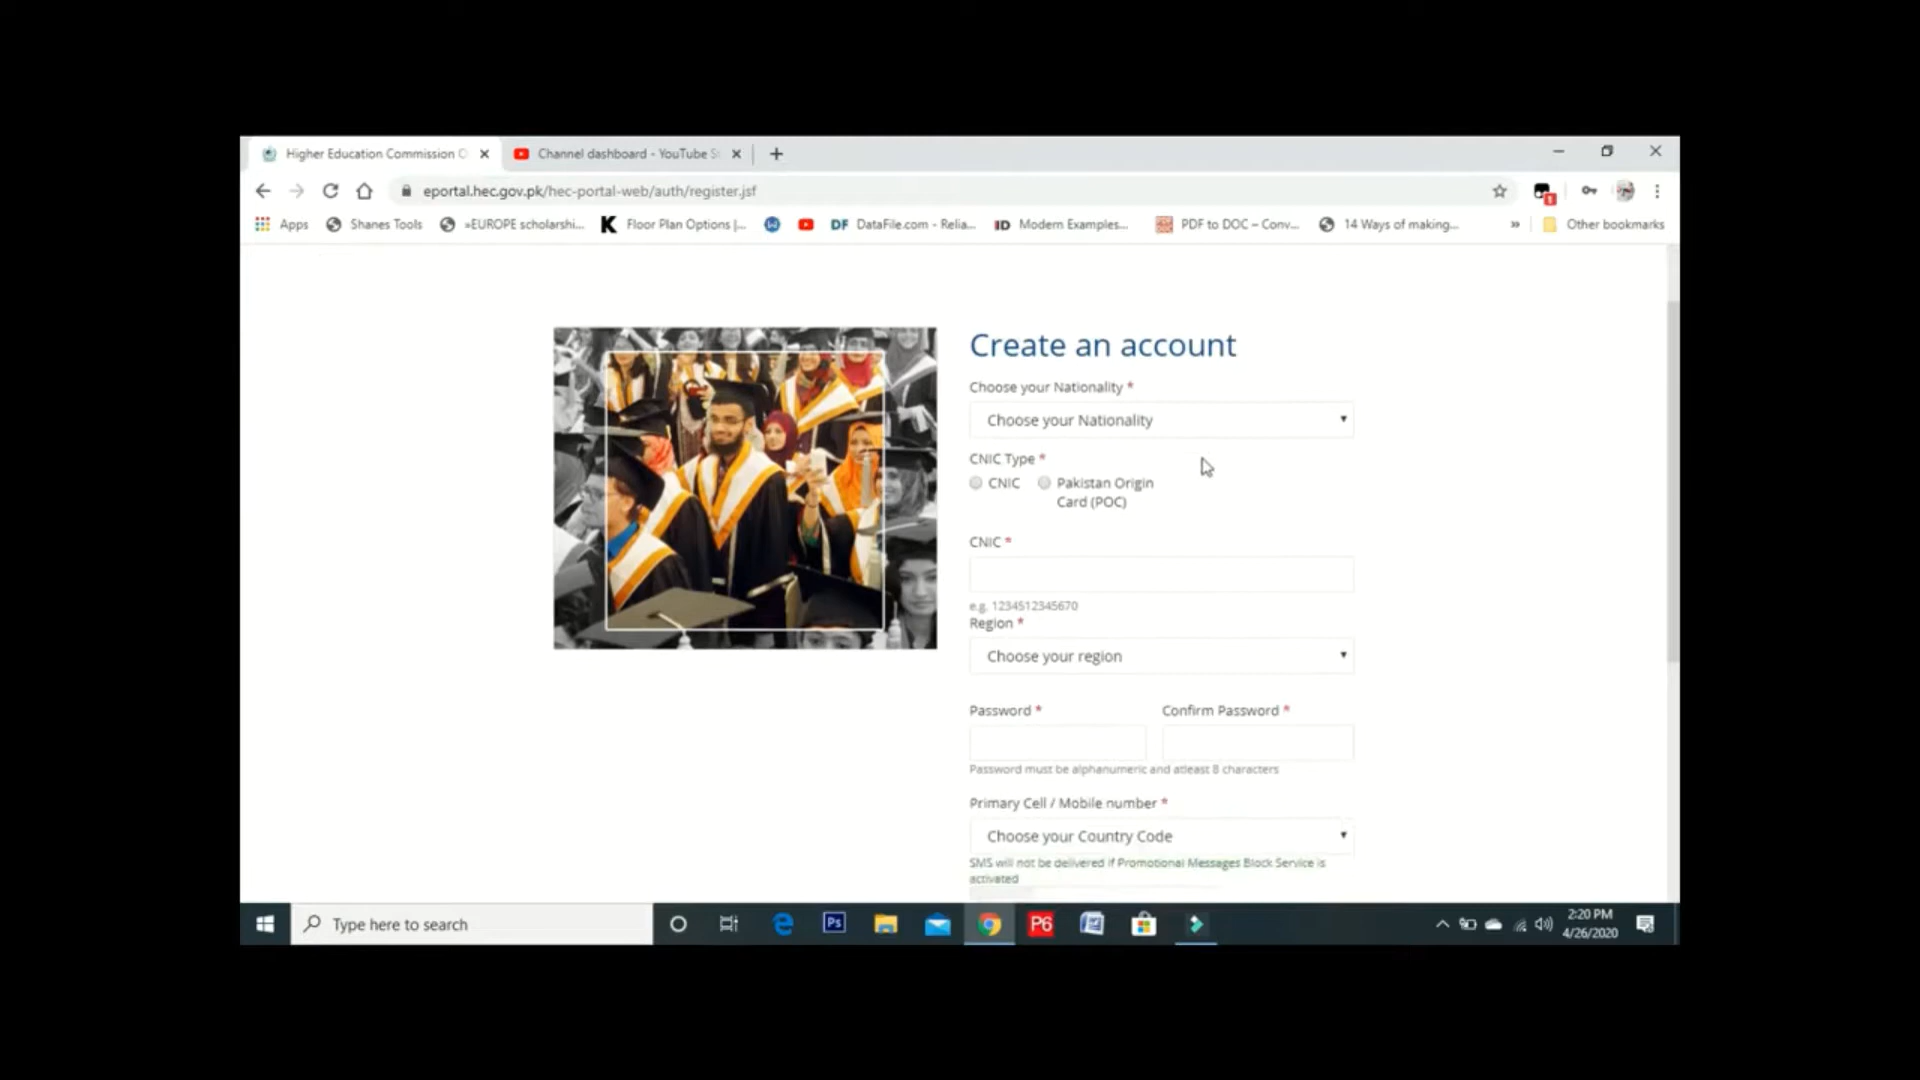 Higher Education Commission O
Channel dashboard - YouTube S
eportal.hec.gov.pk/hec-portal-web/auth/register.jsf
Apps
Shanes Tools
»EUROPE scholarshi...
K
Floor Plan Options |...
DF
DataFile.com - Relia...
ID
Modern Examples...
PDF to DOC – Conv...
14 Ways of making...
»
Other bookmarks
Create an account
Choose your Nationality *
Choose your Nationality
CNIC Type *
CNIC
Pakistan Origin
Card (POC)
CNIC *
e.g. 1234512345670
Region *
Choose your region
Password *
Confirm Password *
Password must be alphanumeric and atleast 8 characters
Primary Cell / Mobile number *
Choose your Country Code
SMS will not be delivered if Promotional Messages Block Service is
activated
Type here to search
Ps
P6
2:20 PM
4/26/2020